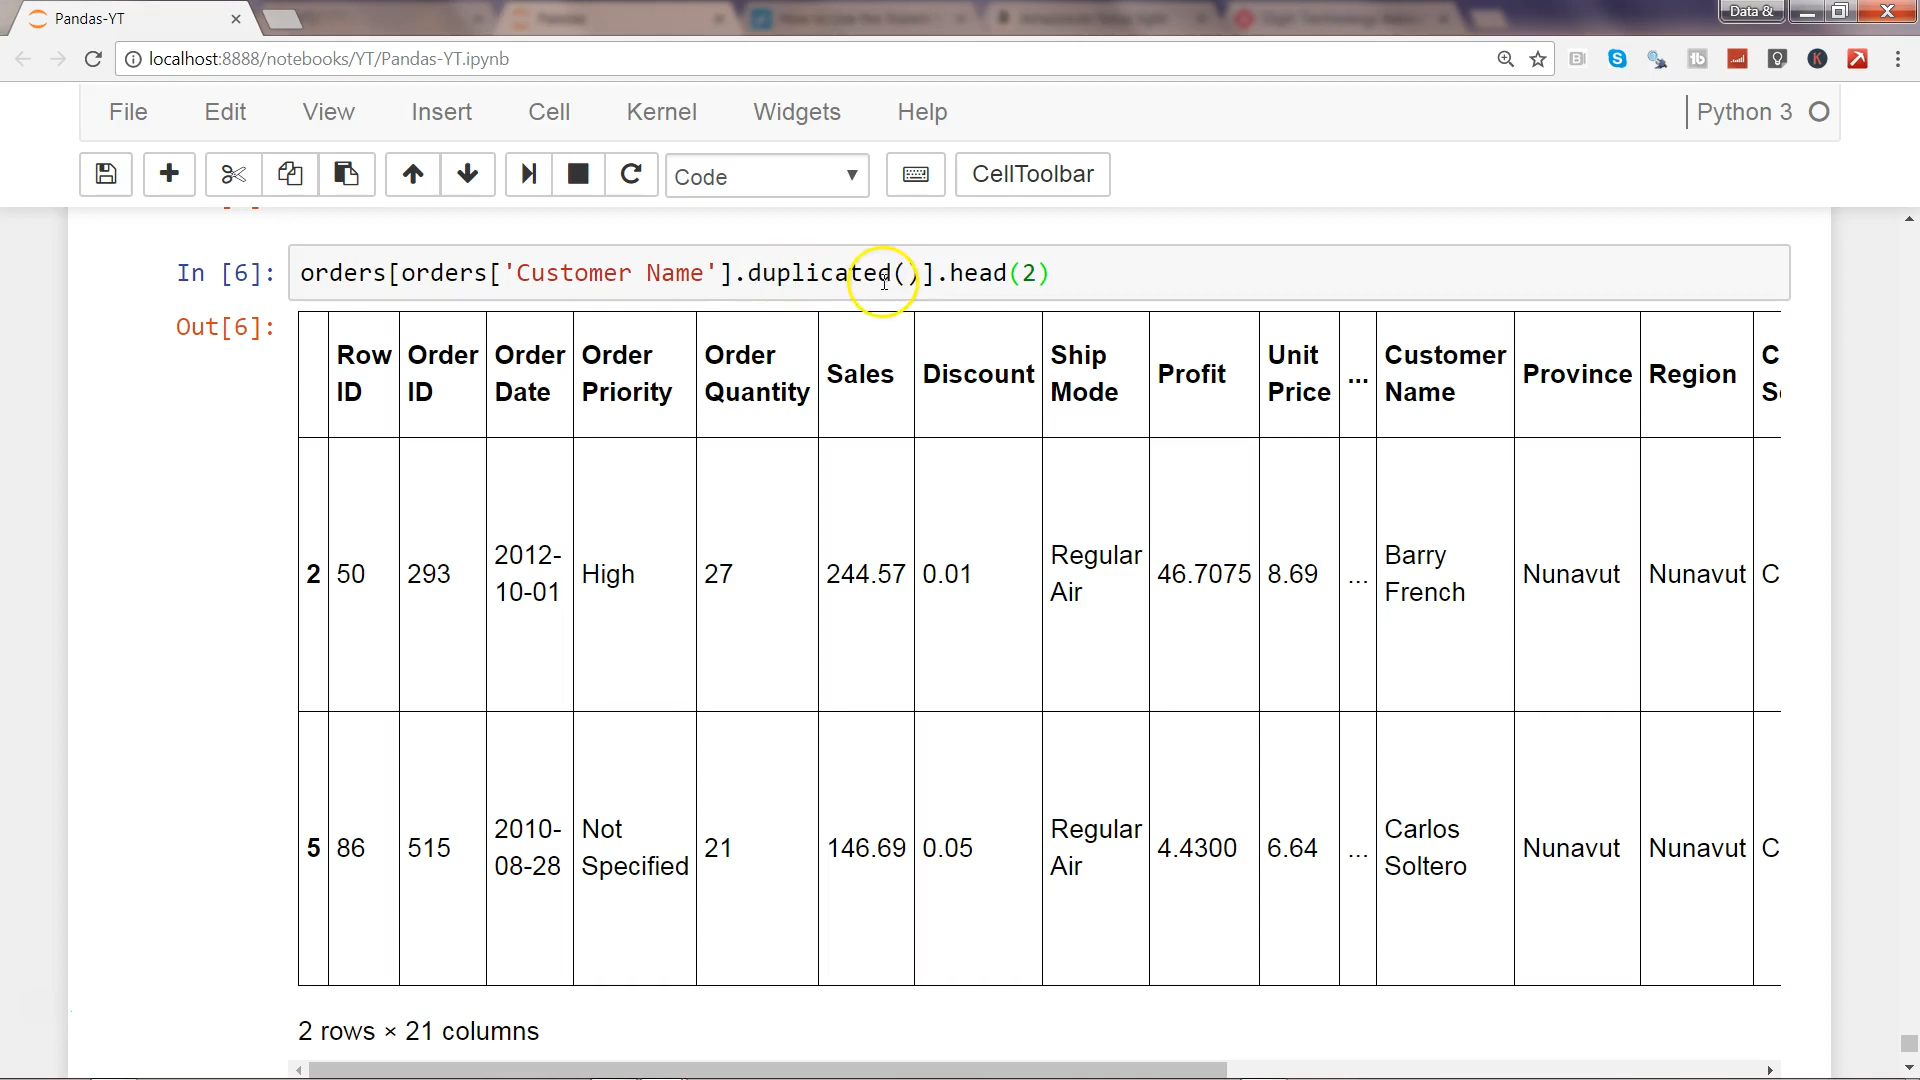 Pandas-YT
Data &
localhost:8888/notebooks/YT/Pandas-YT.ipynb
File Edit View Insert Cell Kernel Widgets Help Python 3
Code CellToolbar
In [6]: orders[orders['Customer Name'].duplicated()].head(2)
Out[6]:
Row ID Order ID Order Date Order Priority Order Quantity Sales Discount Ship Mode Profit Unit Price ... Customer Name Province Region
2 50 293 2012-10-01 High 27 244.57 0.01 Regular Air 46.7075 8.69 ... Barry French Nunavut Nunavut C
5 86 515 2010-08-28 Not Specified 21 146.69 0.05 Regular Air 4.4300 6.64 ... Carlos Soltero Nunavut Nunavut C
2 rows × 21 columns